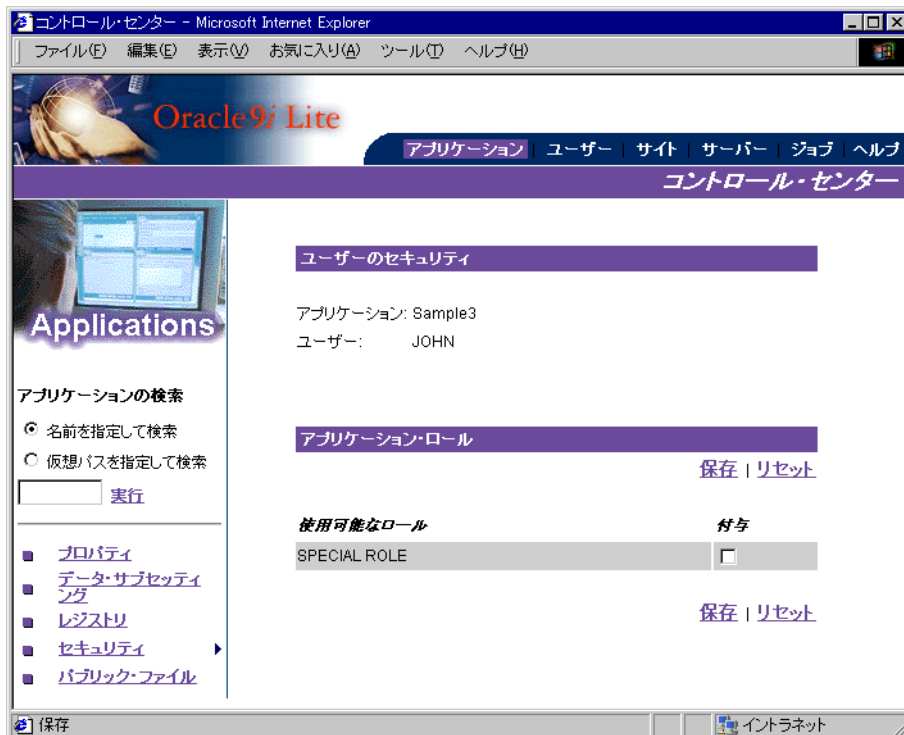 コントロール・センター - Microsoft Internet Explorer
ファイル(F) 編集(E) 表示(V) お気に入り(A) ツール(T) ヘルプ(H)
Oracle9i Lite
アプリケーション ユーザー サイト サーバー ジョブ ヘルプ
コントロール・センター
Applications
アプリケーションの検索
名前を指定して検索
仮想パスを指定して検索
実行
プロパティ
データ・サブセッティ
ング
レジストリ
セキュリティ
パブリック・ファイル
ユーザーのセキュリティ
アプリケーション: Sample3
ユーザー: JOHN
アプリケーション・ロール
保存 | リセット
使用可能なロール 付与
SPECIAL ROLE
保存 | リセット
保存 イントラネット